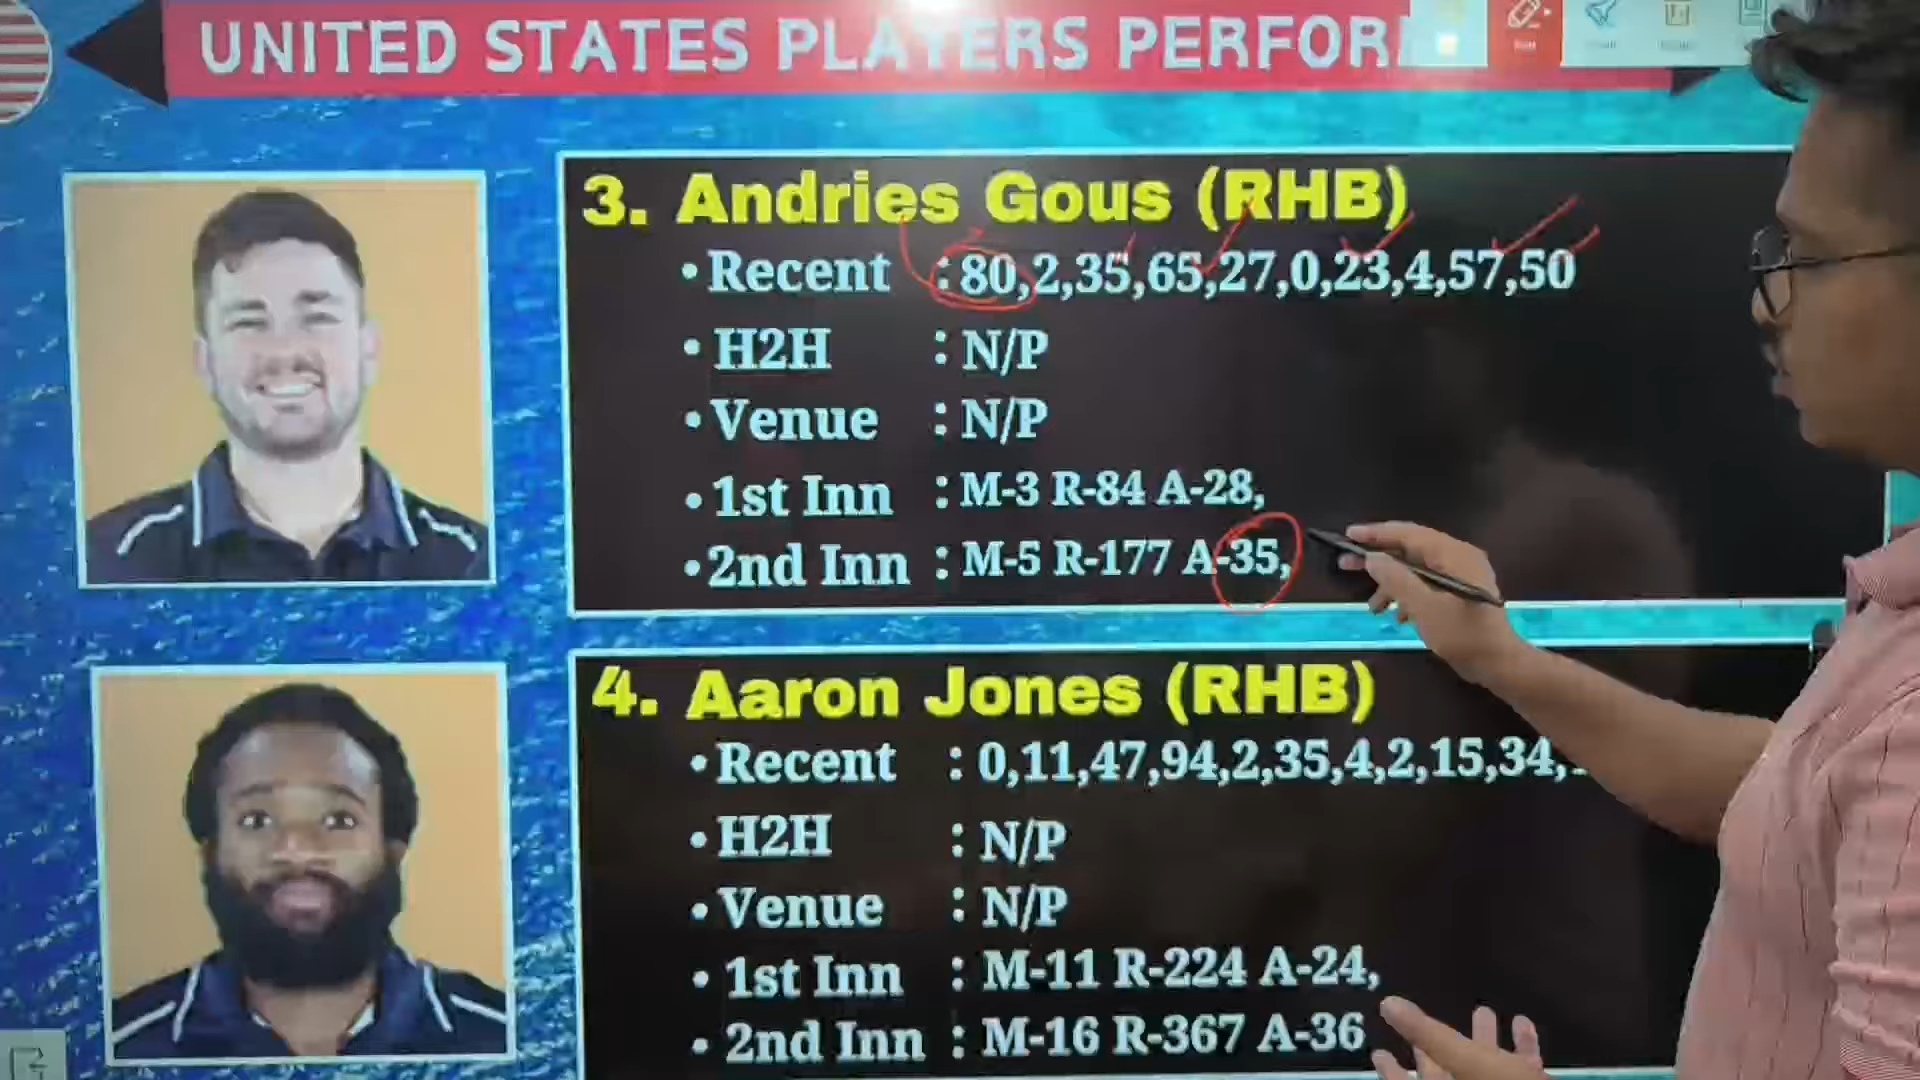 UNITED STATES PLAYERS PERFOR
3. Andries Gous (RHB)
• Recent : 80,2,35,65,27,0,23,4,57,50
• H2H : N/P
• Venue : N/P
• 1st Inn : M-3 R-84 A-28,
• 2nd Inn : M-5 R-177 A-35,
4. Aaron Jones (RHB)
• Recent : 0,11,47,94,2,35,4,2,15,34,
• H2H : N/P
• Venue : N/P
• 1st Inn : M-11 R-224 A-24,
• 2nd Inn : M-16 R-367 A-36